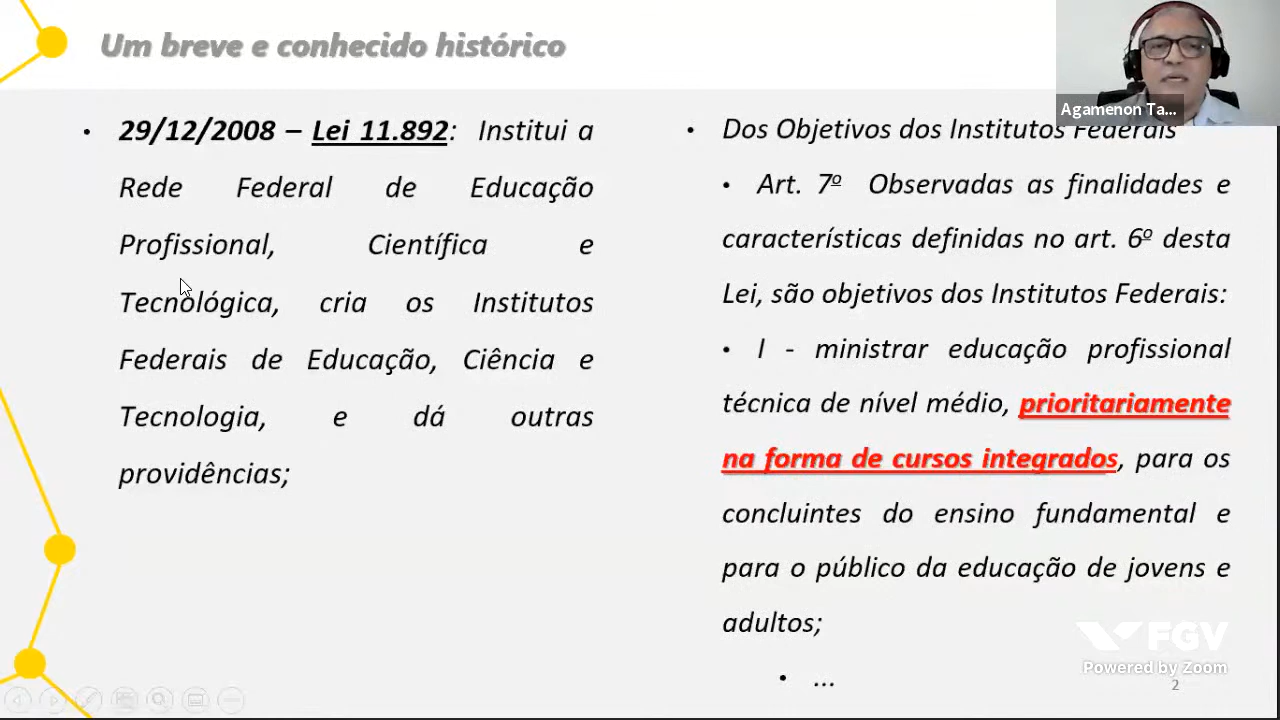 Um breve e conhecido histórico
Agamenon Ta...
• 29/12/2008 – Lei 11.892: Institui a
Rede Federal de Educação
Profissional, Científica e
Tecnológica, cria os Institutos
Federais de Educação, Ciência e
Tecnologia, e dá outras
providências;
• Dos Objetivos dos Institutos Federais
• Art. 7º Observadas as finalidades e
características definidas no art. 6º desta
Lei, são objetivos dos Institutos Federais:
• I - ministrar educação profissional
técnica de nível médio, prioritariamente
na forma de cursos integrados, para os
concluintes do ensino fundamental e
para o público da educação de jovens e
adultos;
• ...
FGV
Powered by Zoom
2